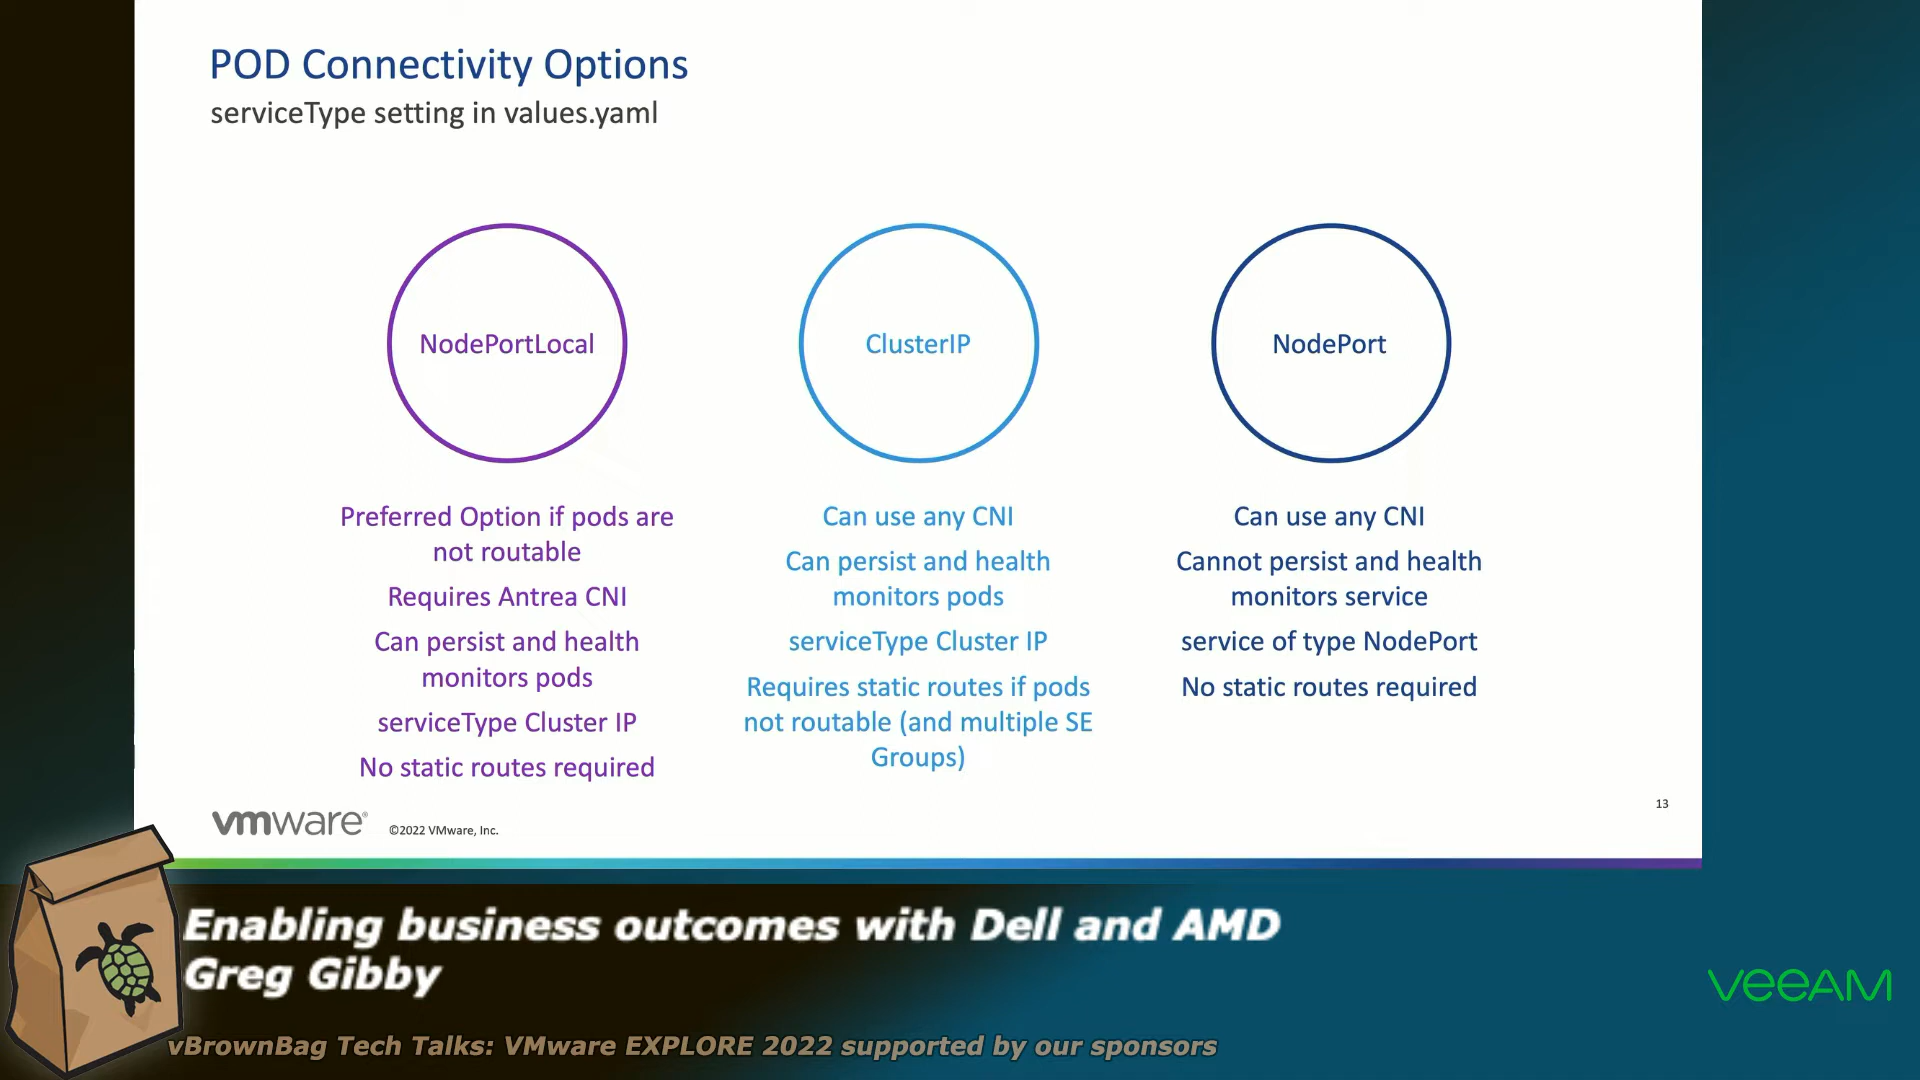 POD Connectivity Options
serviceType setting in values.yaml
NodePortLocal
Preferred Option if pods are
not routable
Requires Antrea CNI
Can persist and health
monitors pods
serviceType Cluster IP
No static routes required
ClusterIP
Can use any CNI
Can persist and health
monitors pods
serviceType Cluster IP
Requires static routes if pods
not routable (and multiple SE
Groups)
NodePort
Can use any CNI
Cannot persist and health
monitors service
service of type NodePort
No static routes required
vmware®
©2022 VMware, Inc.
13
Enabling business outcomes with Dell and AMD
Greg Gibby
veeAM
vBrownBag Tech Talks: VMware EXPLORE 2022 supported by our sponsors